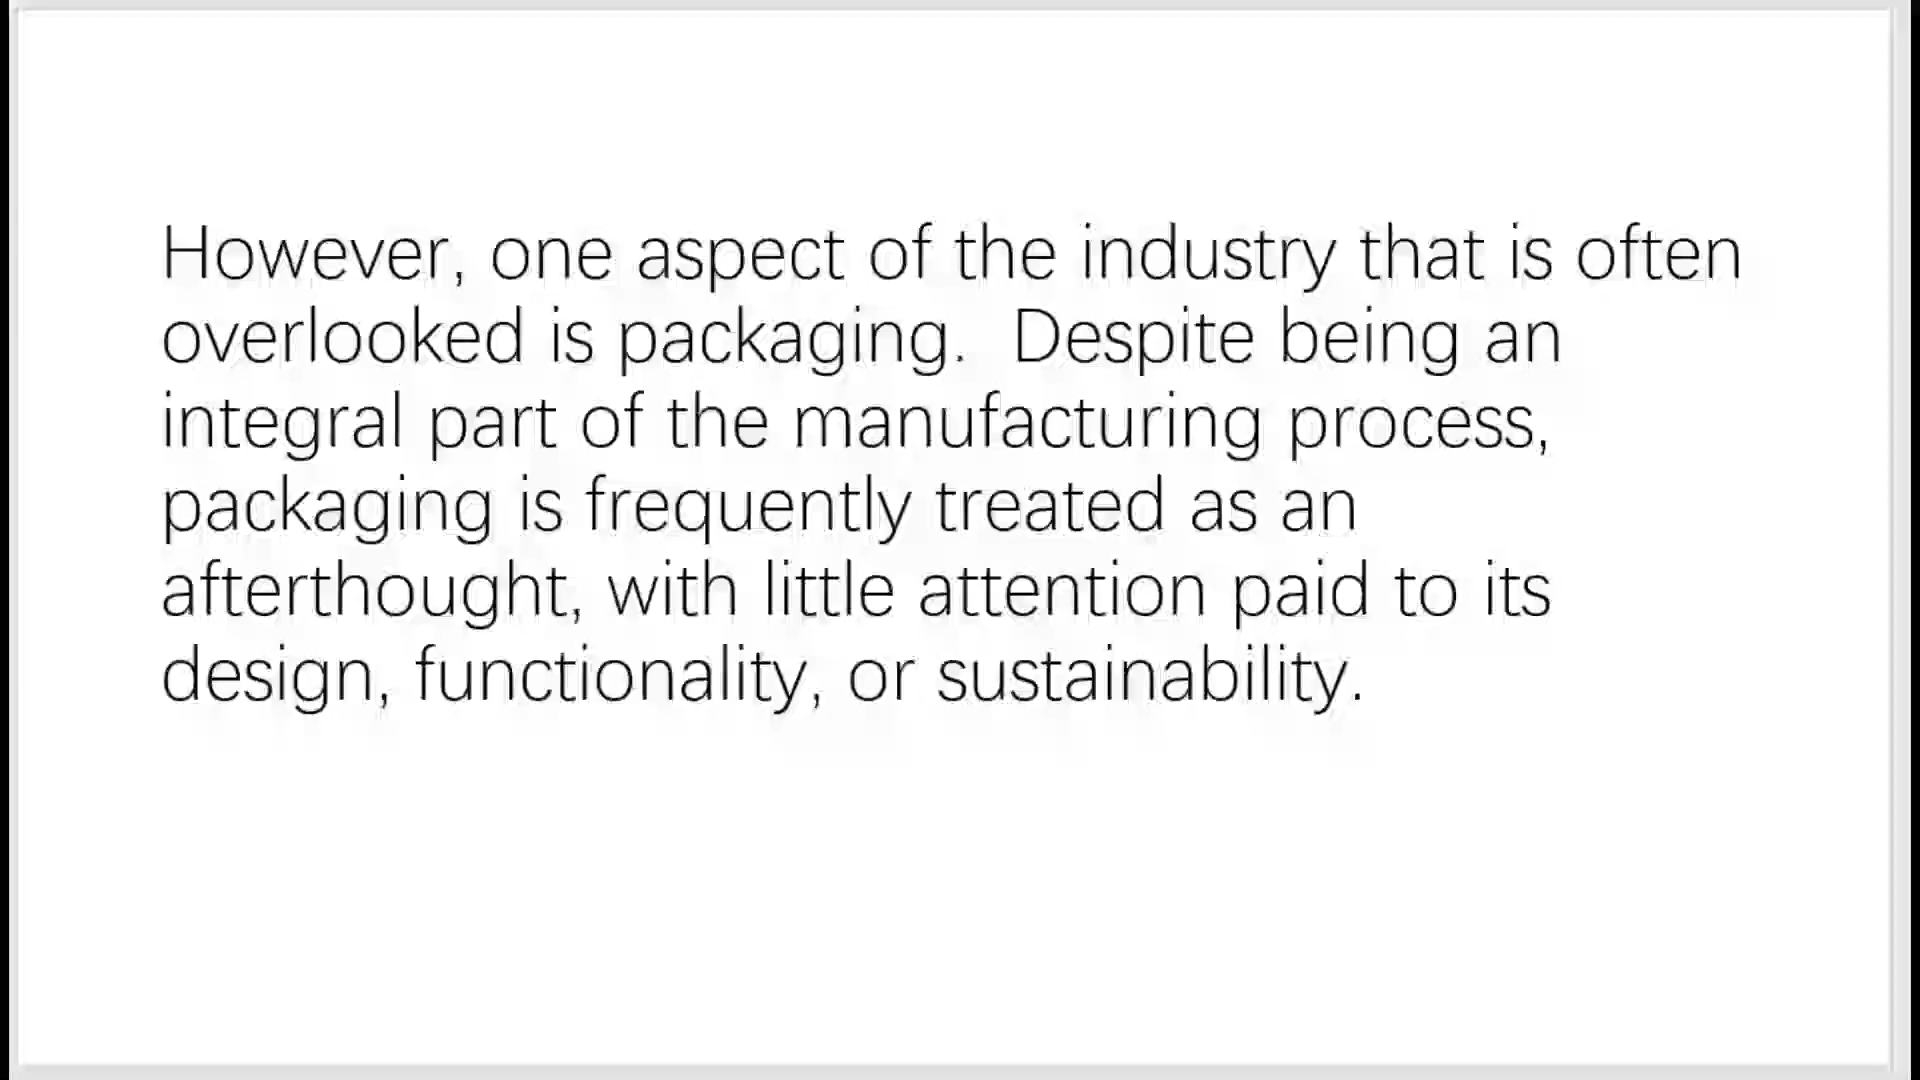 However, one aspect of the industry that is often
overlooked is packaging.  Despite being an
integral part of the manufacturing process,
packaging is frequently treated as an
afterthought, with little attention paid to its
design, functionality, or sustainability.